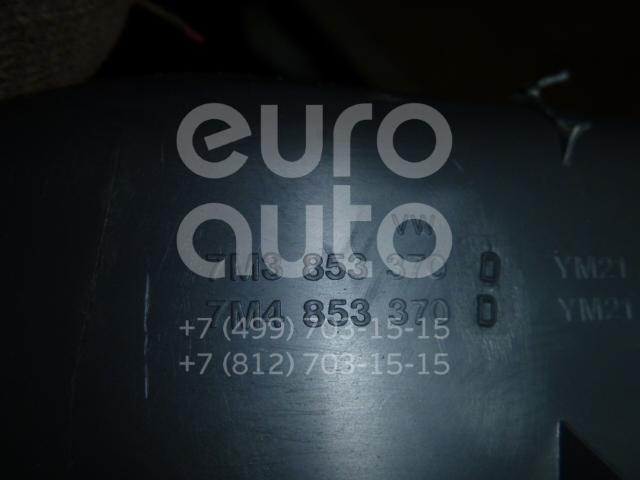 euro
auto
VW
7M3 853 370 D YM21
7M4 853 370 D YM21
+7 (499) 703-15-15
+7 (812) 703-15-15